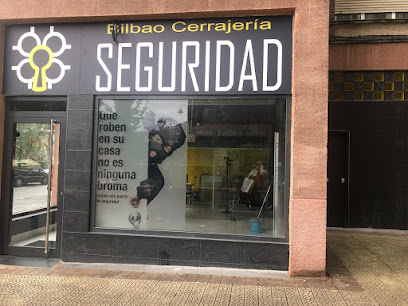 Bilbao Cerrajería
SEGURIDAD
Que
roben
en su
casa
no es
ninguna
broma